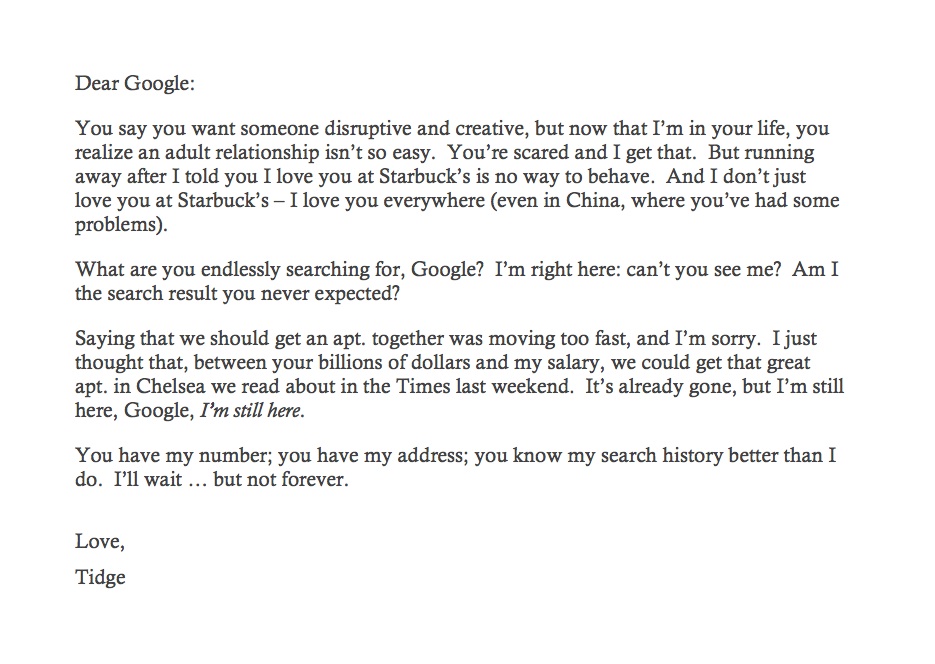 Dear Google:
You say you want someone disruptive and creative, but now that I’m in your life, you
realize an adult relationship isn’t so easy.  You’re scared and I get that.  But running
away after I told you I love you at Starbuck’s is no way to behave.  And I don’t just
love you at Starbuck’s – I love you everywhere (even in China, where you’ve had some
problems).
What are you endlessly searching for, Google?  I’m right here: can’t you see me?  Am I
the search result you never expected?
Saying that we should get an apt. together was moving too fast, and I’m sorry.  I just
thought that, between your billions of dollars and my salary, we could get that great
apt. in Chelsea we read about in the Times last weekend.  It’s already gone, but I’m still
here, Google, I’m still here.
You have my number; you have my address; you know my search history better than I
do.  I’ll wait … but not forever.
Love,
Tidge